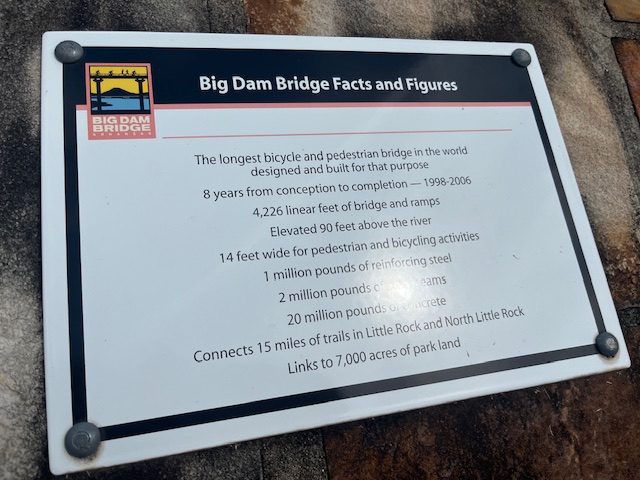 Big Dam Bridge Facts and Figures
BIG DAM
BRIDGE
ARKANSAS
The longest bicycle and pedestrian bridge in the world
designed and built for that purpose
8 years from conception to completion — 1998-2006
4,226 linear feet of bridge and ramps
Elevated 90 feet above the river
14 feet wide for pedestrian and bicycling activities
1 million pounds of reinforcing steel
2 million pounds
20 million pounds of concrete
Connects 15 miles of trails in Little Rock and North Little Rock
Links to 7,000 acres of park land